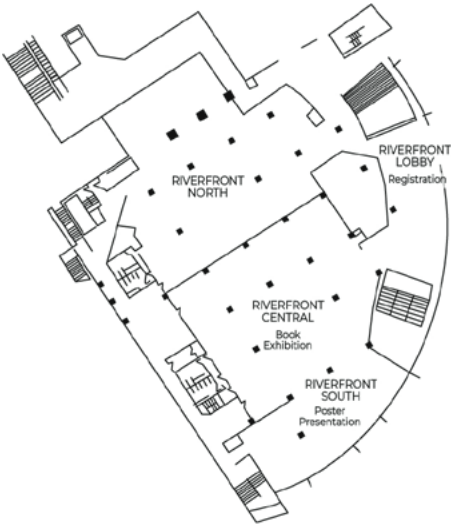 RIVERFRONT
LOBBY
Registration
RIVERFRONT
NORTH
RIVERFRONT
CENTRAL
Book
Exhibition
RIVERFRONT
SOUTH
Poster
Presentation